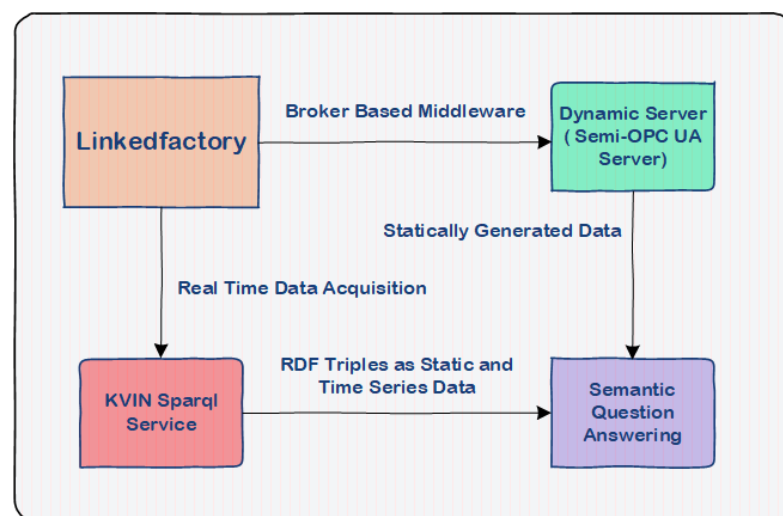 Linkedfactory
Broker Based Middleware
Dynamic Server
( Semi-OPC UA
Server)
Statically Generated Data
Real Time Data Acquisition
KVIN Sparql
Service
RDF Triples as Static and
Time Series Data
Semantic
Question
Answering